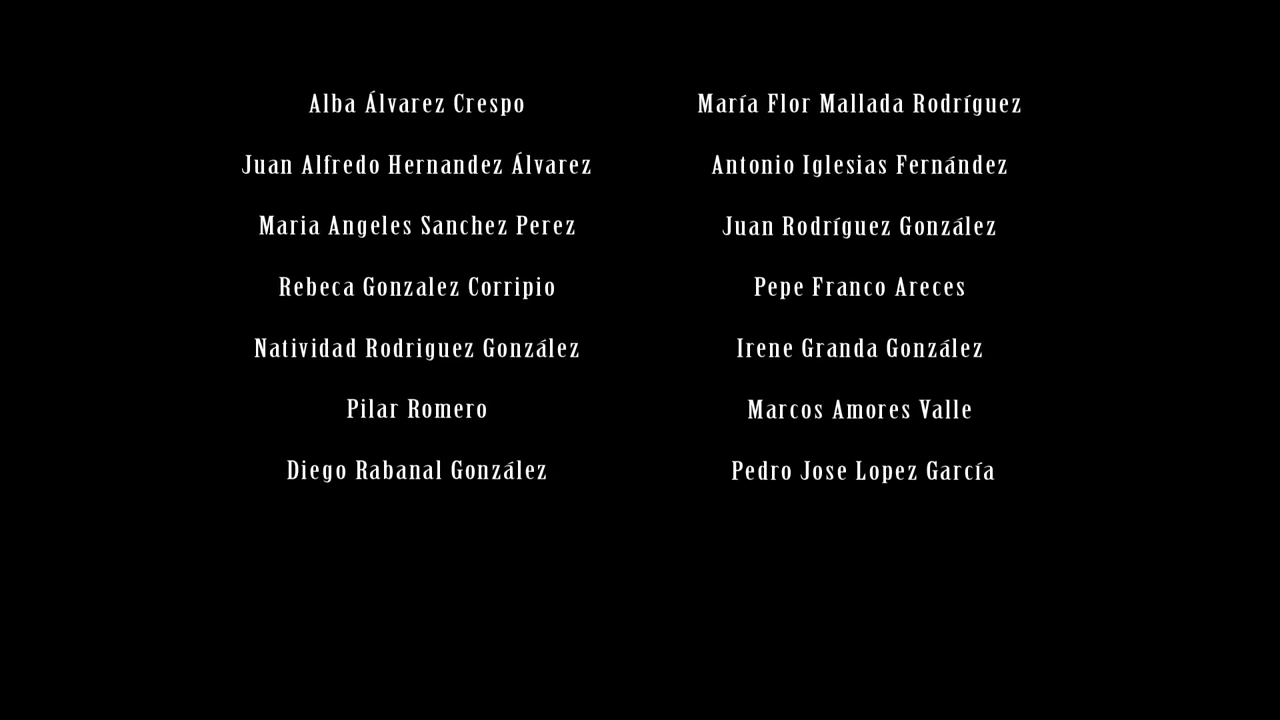 Alba Álvarez Crespo
Juan Alfredo Hernandez Álvarez
Maria Angeles Sanchez Perez
Rebeca Gonzalez Corripio
Natividad Rodriguez González
Pilar Romero
Diego Rabanal González
María Flor Mallada Rodríguez
Antonio Iglesias Fernández
Juan Rodríguez González
Pepe Franco Areces
Irene Granda González
Marcos Amores Valle
Pedro Jose Lopez García